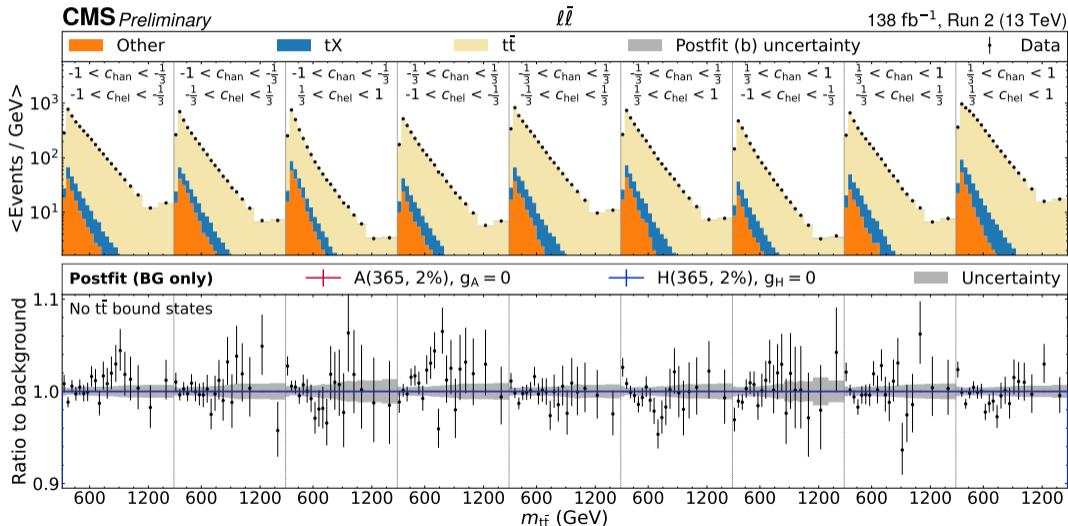 CMS Preliminary ℓℓ̄ 138 fb⁻¹, Run 2 (13 TeV)
Other tX tt̄ Postfit (b) uncertainty Data
-1 < c_han < -1/3 -1 < c_han < -1/3 -1 < c_han < -1/3 -1/3 < c_han < 1/3 -1/3 < c_han < 1/3 -1/3 < c_han < 1/3 1/3 < c_han < 1 1/3 < c_han < 1 1/3 < c_han < 1
-1 < c_hel < -1/3 -1/3 < c_hel < 1/3 1/3 < c_hel < 1 -1 < c_hel < -1/3 -1/3 < c_hel < 1/3 1/3 < c_hel < 1 -1 < c_hel < -1/3 -1/3 < c_hel < 1/3 1/3 < c_hel < 1
<Events / GeV>
10³
10²
10¹
Postfit (BG only) A(365, 2%), g_A = 0 H(365, 2%), g_H = 0 Uncertainty
No tt̄ bound states
Ratio to background
1.1
1.0
0.9
600 1200 600 1200 600 1200 600 1200 600 1200 600 1200 600 1200 600 1200 600 1200
m_tt̄ (GeV)